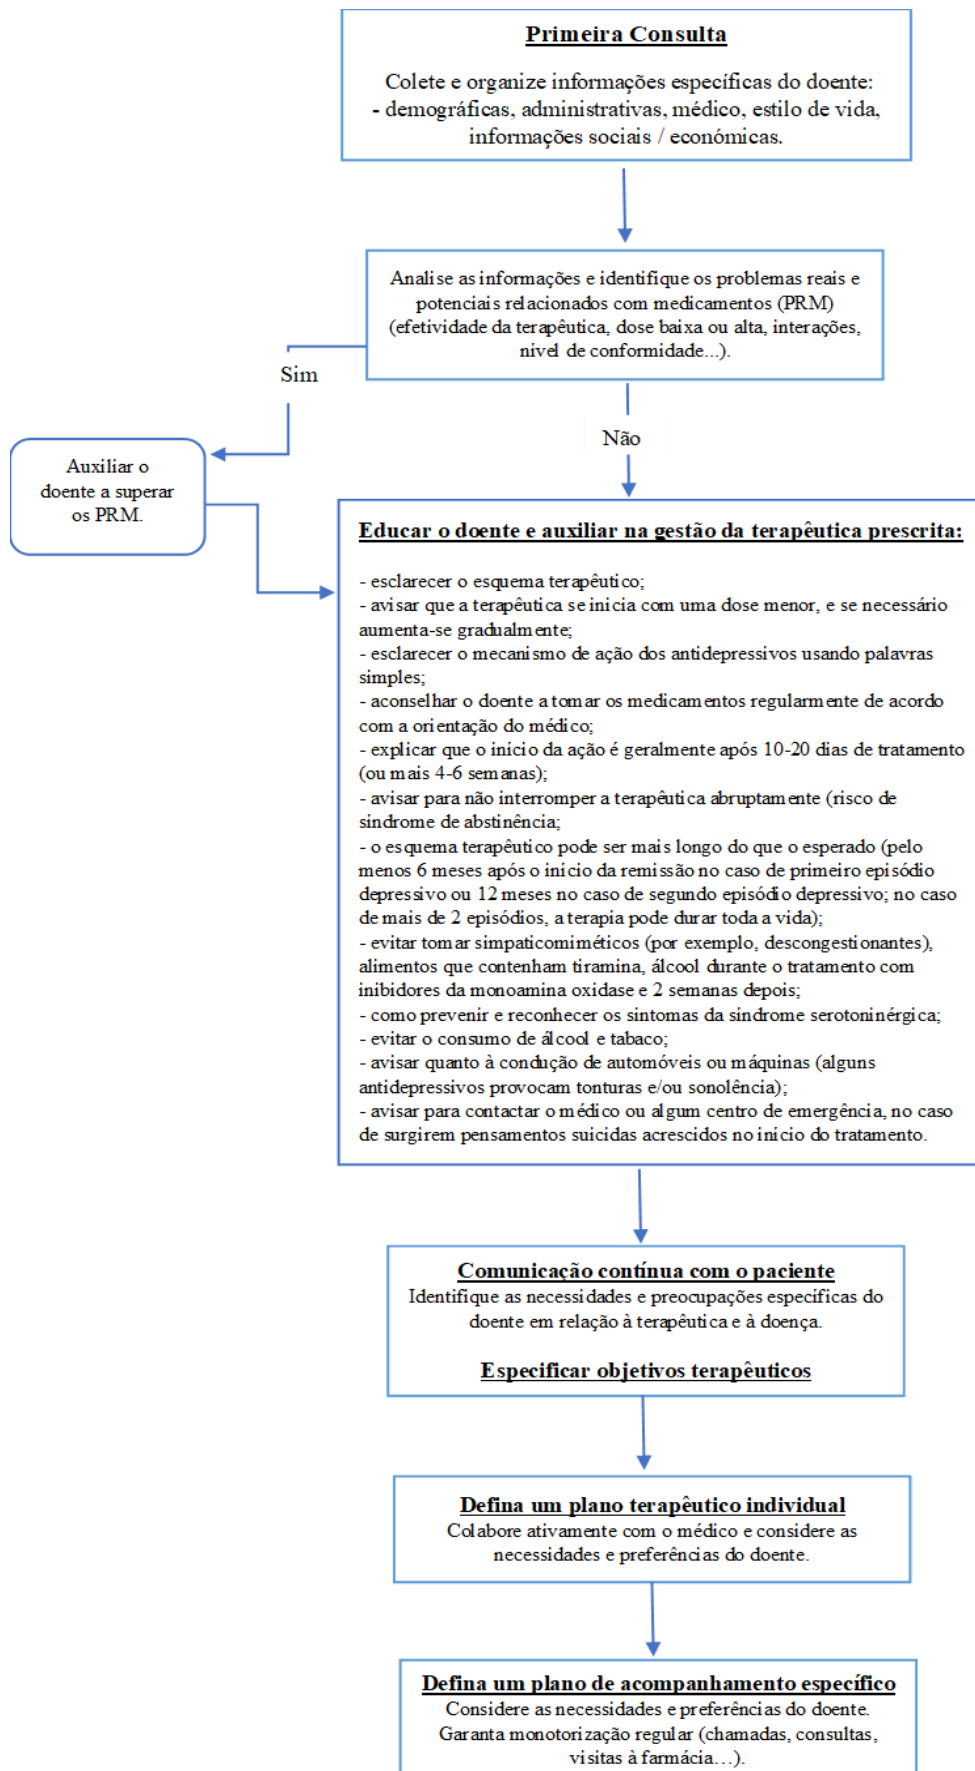 Primeira Consulta
Colete e organize informações específicas do doente:
- demográficas, administrativas, médico, estilo de vida,
informações sociais / económicas.
Analise as informações e identifique os problemas reais e
potenciais relacionados com medicamentos (PRM)
(efetividade da terapêutica, dose baixa ou alta, interações,
nível de conformidade...).
Sim
Não
Auxiliar o
doente a superar
os PRM.
Educar o doente e auxiliar na gestão da terapêutica prescrita:
- esclarecer o esquema terapêutico;
- avisar que a terapêutica se inicia com uma dose menor, e se necessário
aumenta-se gradualmente;
- esclarecer o mecanismo de ação dos antidepressivos usando palavras
simples;
- aconselhar o doente a tomar os medicamentos regularmente de acordo
com a orientação do médico;
- explicar que o início da ação é geralmente após 10-20 dias de tratamento
(ou mais 4-6 semanas);
- avisar para não interromper a terapêutica abruptamente (risco de
síndrome de abstinência;
- o esquema terapêutico pode ser mais longo do que o esperado (pelo
menos 6 meses após o início da remissão no caso de primeiro episódio
depressivo ou 12 meses no caso de segundo episódio depressivo; no caso
de mais de 2 episódios, a terapia pode durar toda a vida);
- evitar tomar simpaticomiméticos (por exemplo, descongestionantes),
alimentos que contenham tiramina, álcool durante o tratamento com
inibidores da monoamina oxidase e 2 semanas depois;
- como prevenir e reconhecer os sintomas da síndrome serotoninérgica;
- evitar o consumo de álcool e tabaco;
- avisar quanto à condução de automóveis ou máquinas (alguns
antidepressivos provocam tonturas e/ou sonolência);
- avisar para contactar o médico ou algum centro de emergência, no caso
de surgirem pensamentos suicidas acrescidos no início do tratamento.
Comunicação contínua com o paciente
Identifique as necessidades e preocupações específicas do
doente em relação à terapêutica e à doença.
Especificar objetivos terapêuticos
Defina um plano terapêutico individual
Colabore ativamente com o médico e considere as
necessidades e preferências do doente.
Defina um plano de acompanhamento específico
Considere as necessidades e preferências do doente.
Garanta monotorização regular (chamadas, consultas,
visitas à farmácia…).